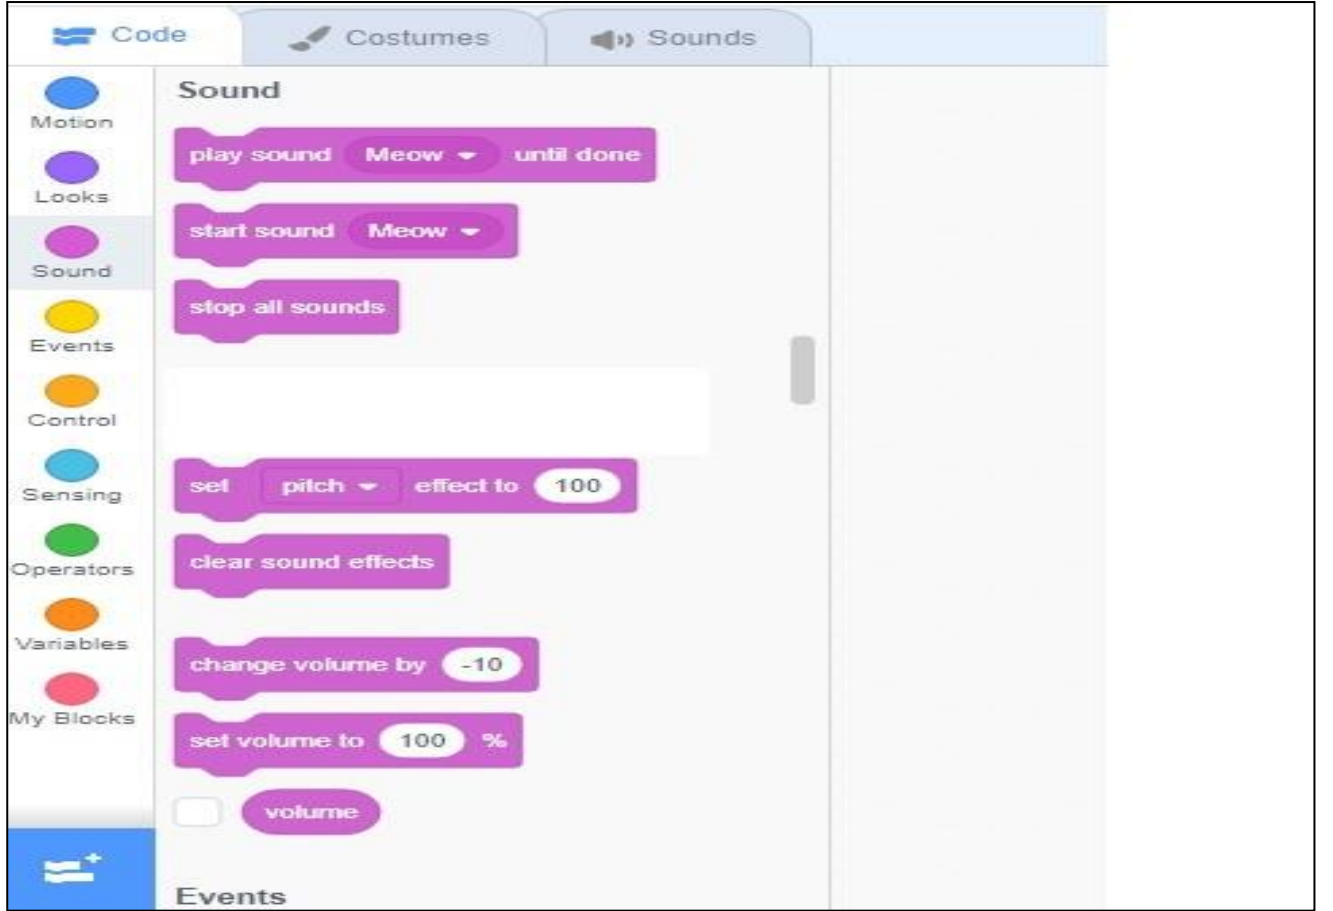 Code Costumes Sounds
Motion
Looks
Sound
Events
Control
Sensing
Operators
Variables
My Blocks
Sound
play sound Meow until done
start sound Meow
stop all sounds
set pitch effect to 100
clear sound effects
change volume by -10
set volume to 100 %
volume
Events